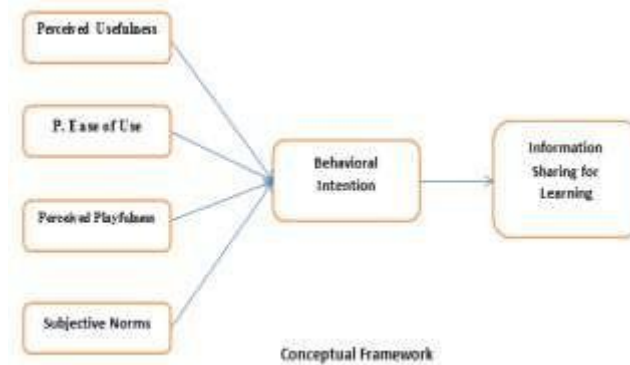 Perceived Usefulness
P. Ease of Use
Perceived Playfulness
Subjective Norms
Behavioral
Intention
Information
Sharing for
Learning
Conceptual Framework